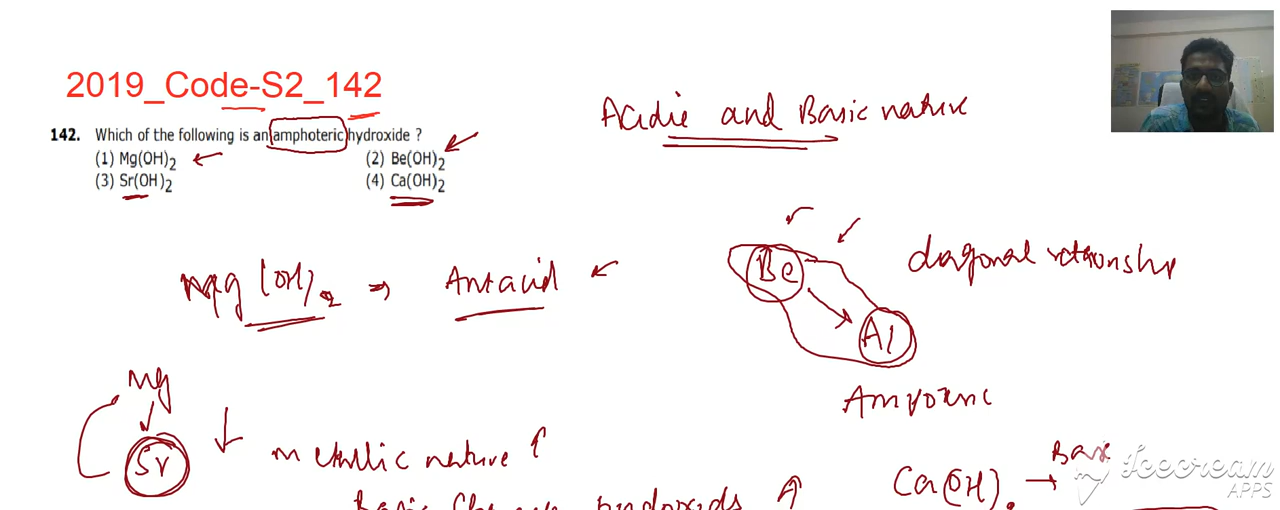 2019_Code-S2_142
Acidic and Basic nature
142. Which of the following is an amphoteric hydroxide ?
(1) Mg(OH)2 (2) Be(OH)2
(3) Sr(OH)2 (4) Ca(OH)2
Be
diagonal relationship
Mg(OH)2 → Antacid
Al
Mg
Sr
metallic nature ↑
Ca(OH)2 → Base
Icecream
APPS